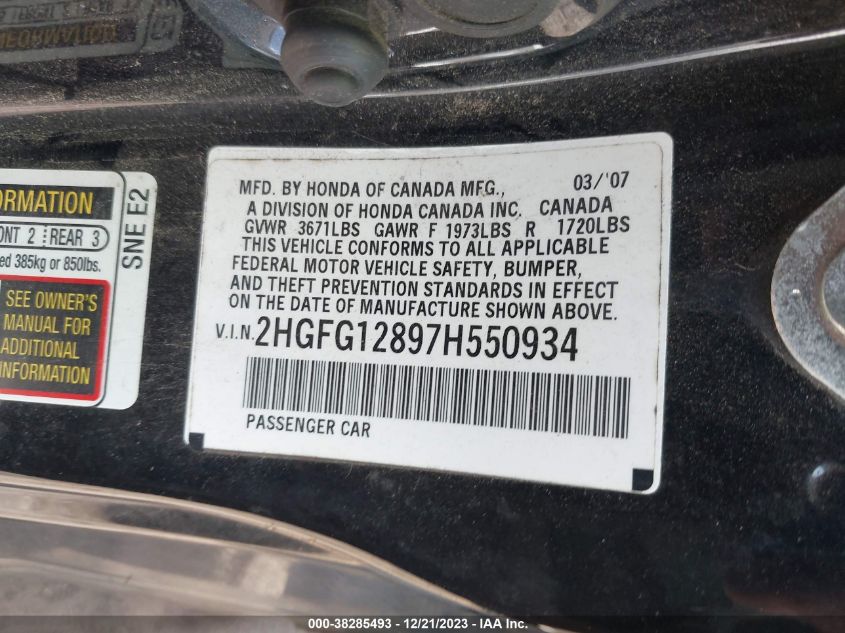 ORMATION
ONT 2 REAR 3
ed 385kg or 850lbs.
SEE OWNER'S
MANUAL FOR
ADDITIONAL
INFORMATION
SNE E2
MFD. BY HONDA OF CANADA MFG., 03/'07
A DIVISION OF HONDA CANADA INC. CANADA
GVWR 3671LBS GAWR F 1973LBS R 1720LBS
THIS VEHICLE CONFORMS TO ALL APPLICABLE
FEDERAL MOTOR VEHICLE SAFETY, BUMPER,
AND THEFT PREVENTION STANDARDS IN EFFECT
ON THE DATE OF MANUFACTURE SHOWN ABOVE.
V.I.N. 2HGFG12897H550934
PASSENGER CAR
000-38285493 - 12/21/2023 - IAA Inc.